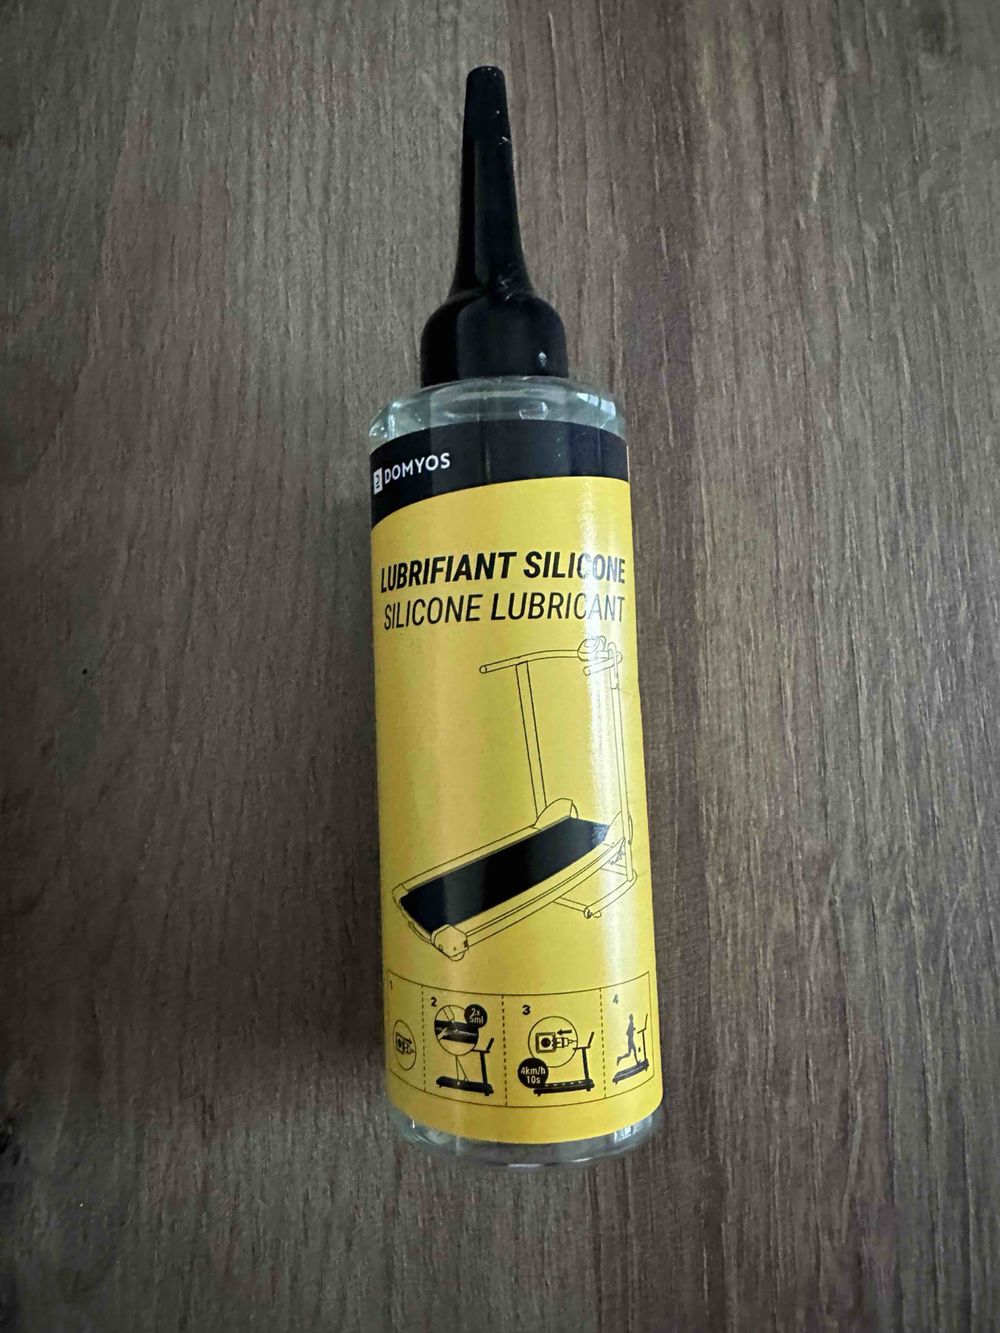 DOMYOS
LUBRIFIANT SILICONE
SILICONE LUBRICANT
1
2
2x
5ml
3
4km/h
10s
4